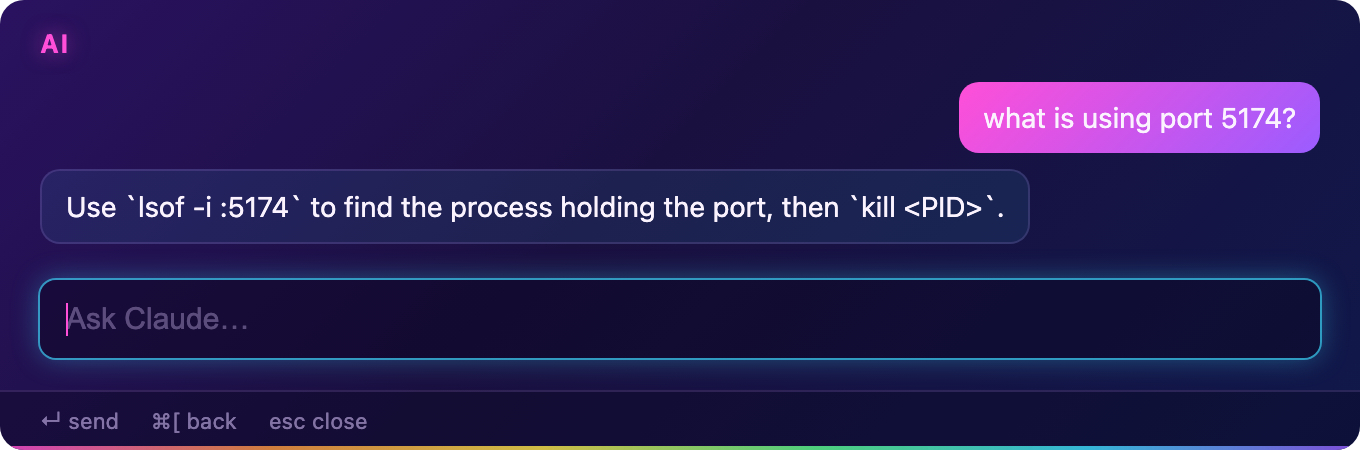 AI
what is using port 5174?
Use `lsof -i :5174` to find the process holding the port, then `kill <PID>`.
Ask Claude...
↵ send ⌘[ back esc close